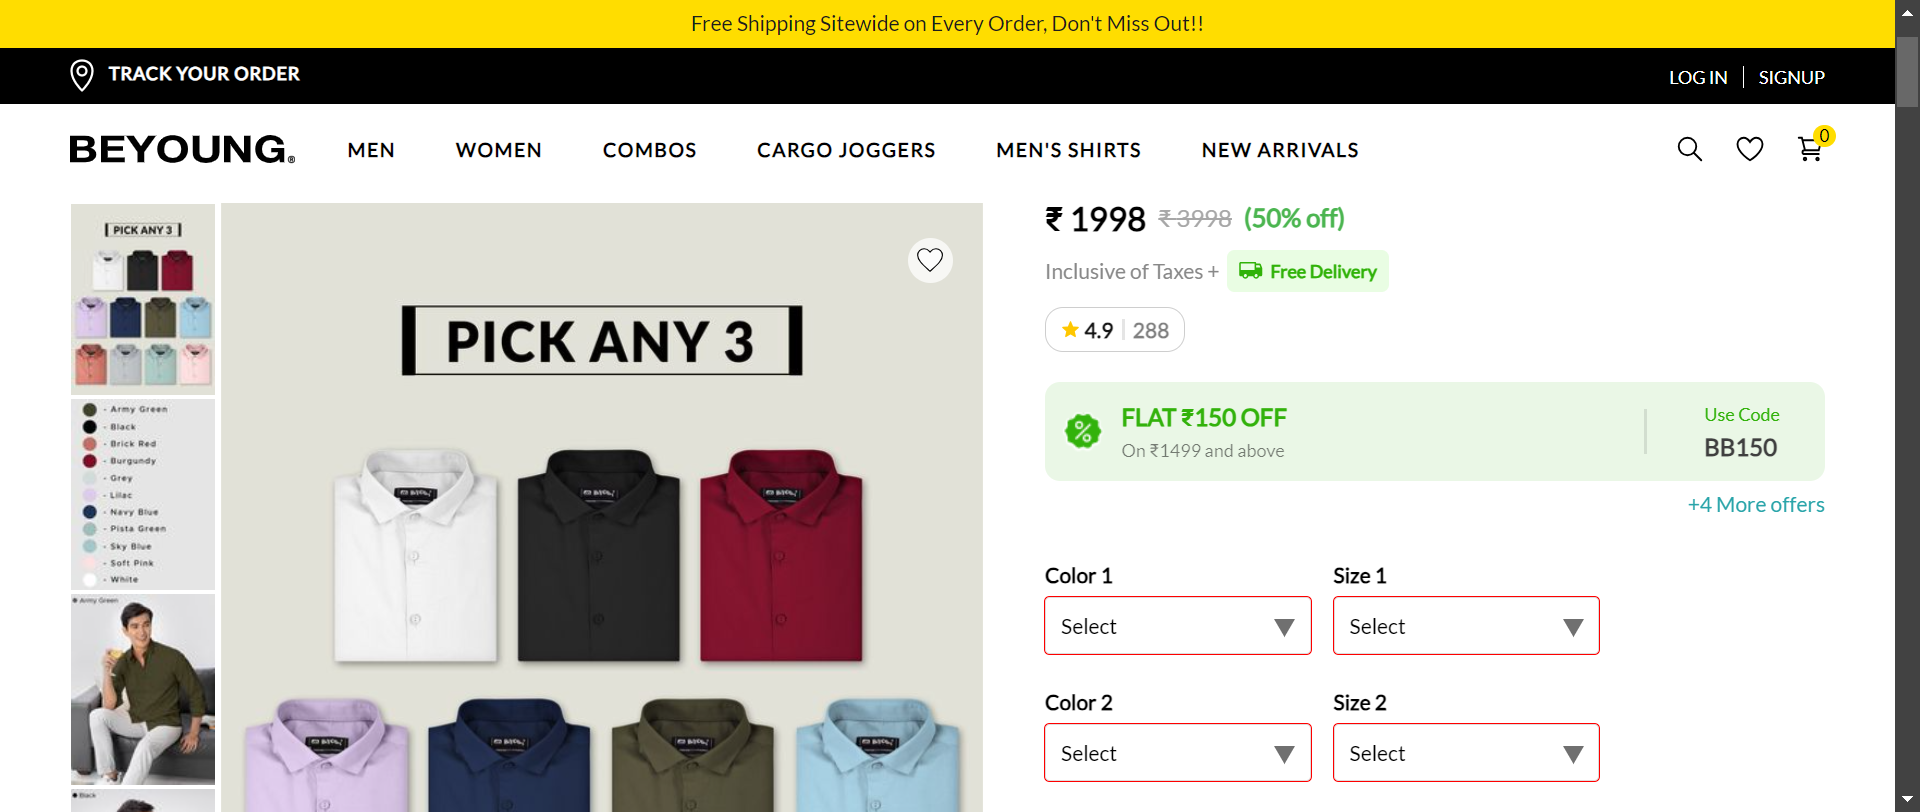 Free Shipping Sitewide on Every Order, Don't Miss Out!!
TRACK YOUR ORDER
LOG IN
SIGNUP
BEYOUNG®
MEN
WOMEN
COMBOS
CARGO JOGGERS
MEN'S SHIRTS
NEW ARRIVALS
0
PICK ANY 3
- Army Green
- Black
- Brick Red
- Burgundy
- Grey
- Lilac
- Navy Blue
- Pista Green
- Sky Blue
- Soft Pink
- White
Army Green
Black
PICK ANY 3
₹ 1998 ₹ 3998 (50% off)
Inclusive of Taxes + Free Delivery
4.9 | 288
FLAT ₹150 OFF
On ₹1499 and above
Use Code
BB150
+4 More offers
Color 1
Size 1
Select
Select
Color 2
Size 2
Select
Select